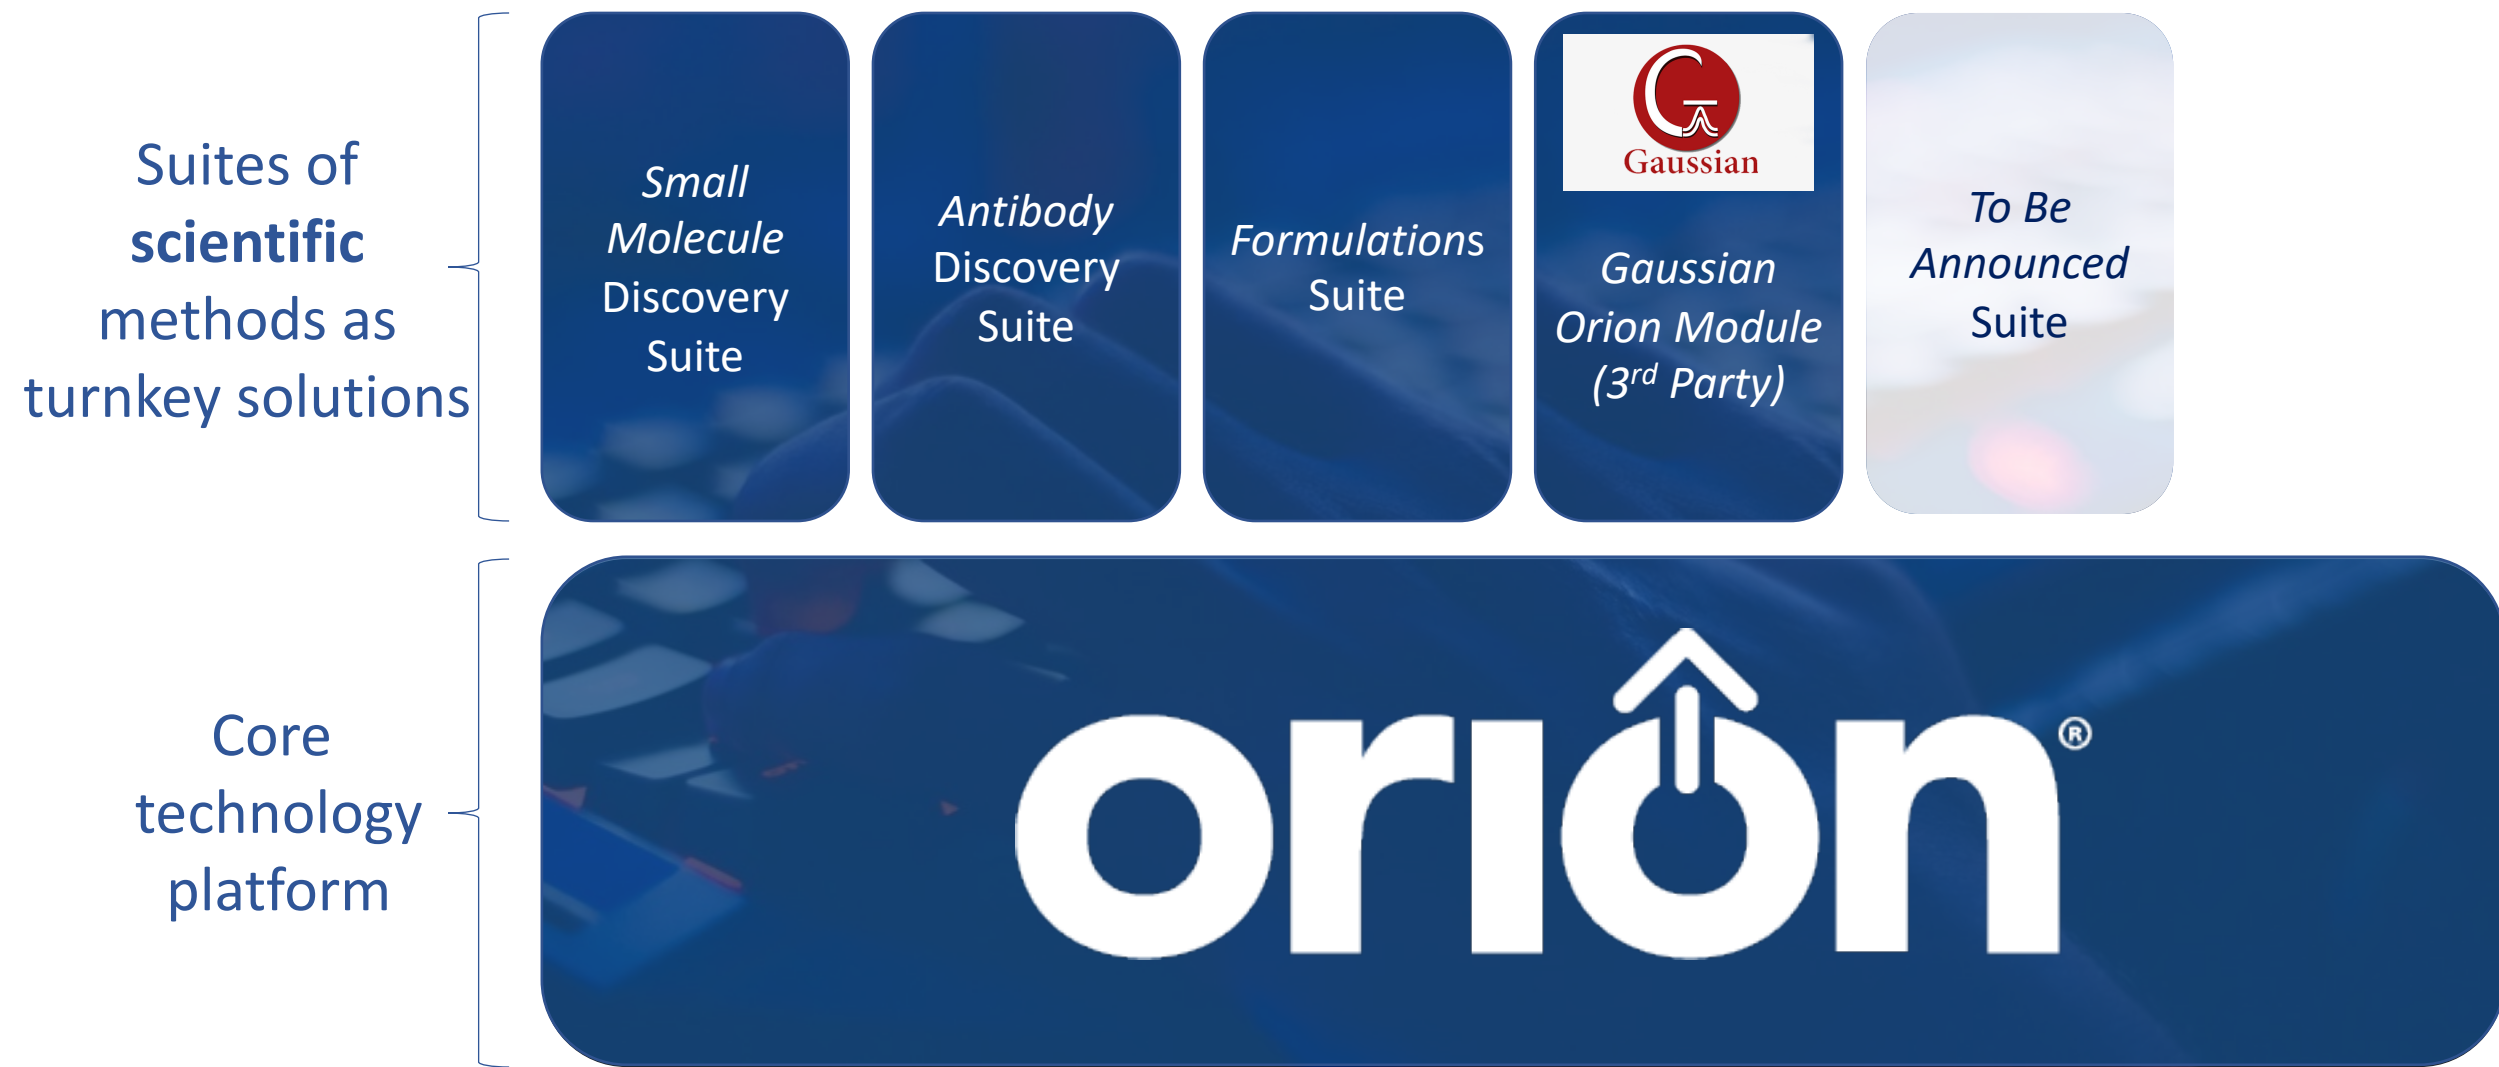 Suites of
scientific
methods as
turnkey solutions
Small
Molecule
Discovery
Suite
Antibody
Discovery
Suite
Formulations
Suite
Gaussian
Gaussian
Orion Module
(3rd Party)
To Be
Announced
Suite
Core
technology
platform
orion®